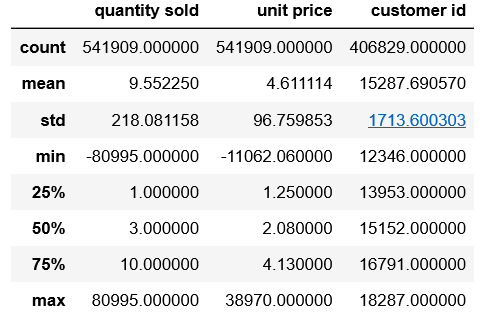 quantity sold unit price customer id
count 541909.000000 541909.000000 406829.000000
mean 9.552250 4.611114 15287.690570
std 218.081158 96.759853 1713.600303
min -80995.000000 -11062.060000 12346.000000
25% 1.000000 1.250000 13953.000000
50% 3.000000 2.080000 15152.000000
75% 10.000000 4.130000 16791.000000
max 80995.000000 38970.000000 18287.000000